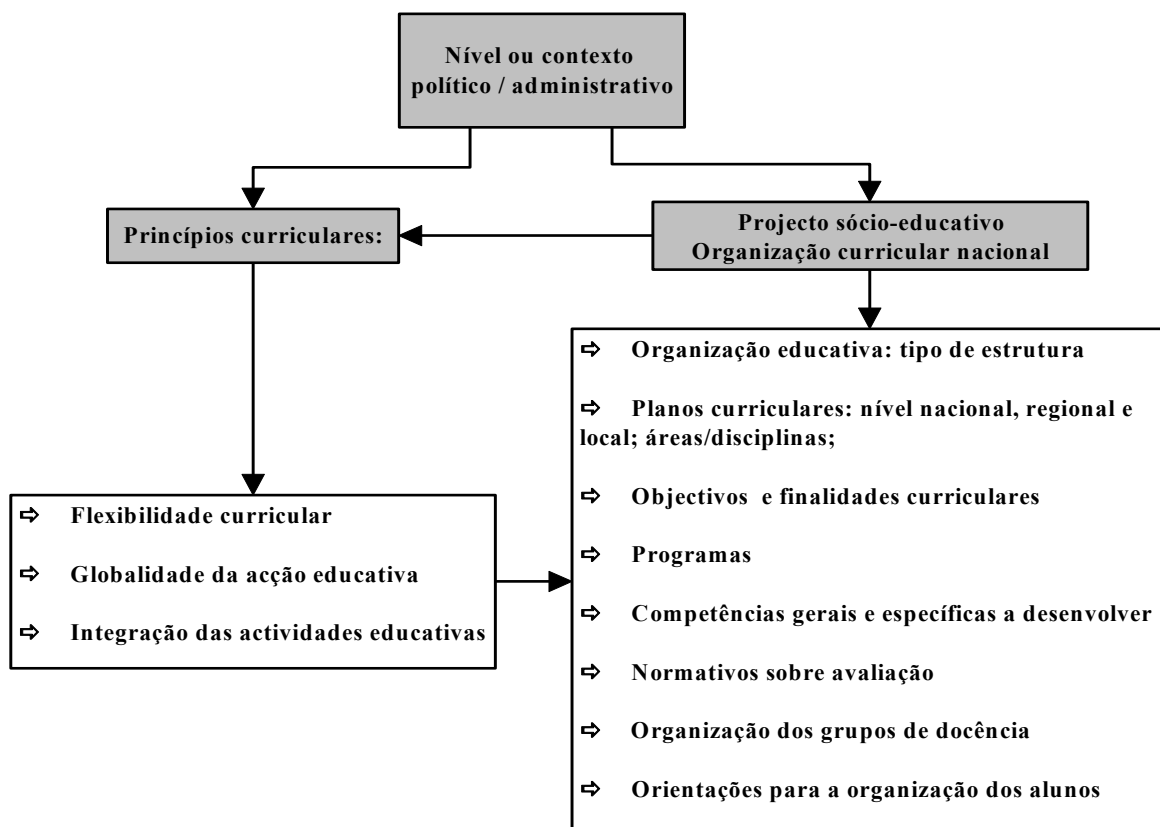 Nível ou contexto
político / administrativo
Princípios curriculares:
Projecto sócio-educativo
Organização curricular nacional
⇨ Flexibilidade curricular
⇨ Globalidade da acção educativa
⇨ Integração das actividades educativas
⇨ Organização educativa: tipo de estrutura
⇨ Planos curriculares: nível nacional, regional e
local; áreas/disciplinas;
⇨ Objectivos e finalidades curriculares
⇨ Programas
⇨ Competências gerais e específicas a desenvolver
⇨ Normativos sobre avaliação
⇨ Organização dos grupos de docência
⇨ Orientações para a organização dos alunos